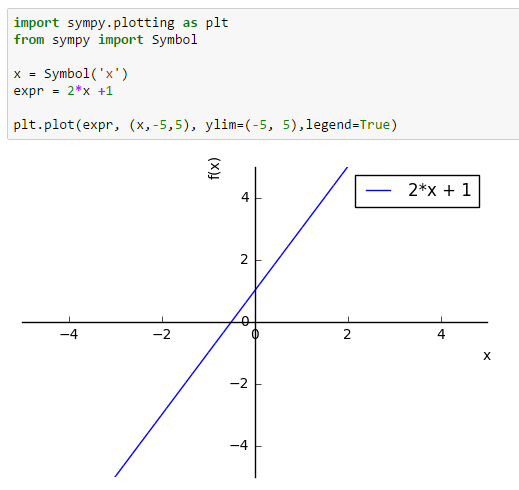 import sympy.plotting as plt
from sympy import Symbol
x = Symbol('x')
expr = 2*x +1
plt.plot(expr, (x,-5,5), ylim=(-5, 5),legend=True)
f(x)
2*x + 1
4
2
0
−4 −2 0 2 4
x
−2
−4